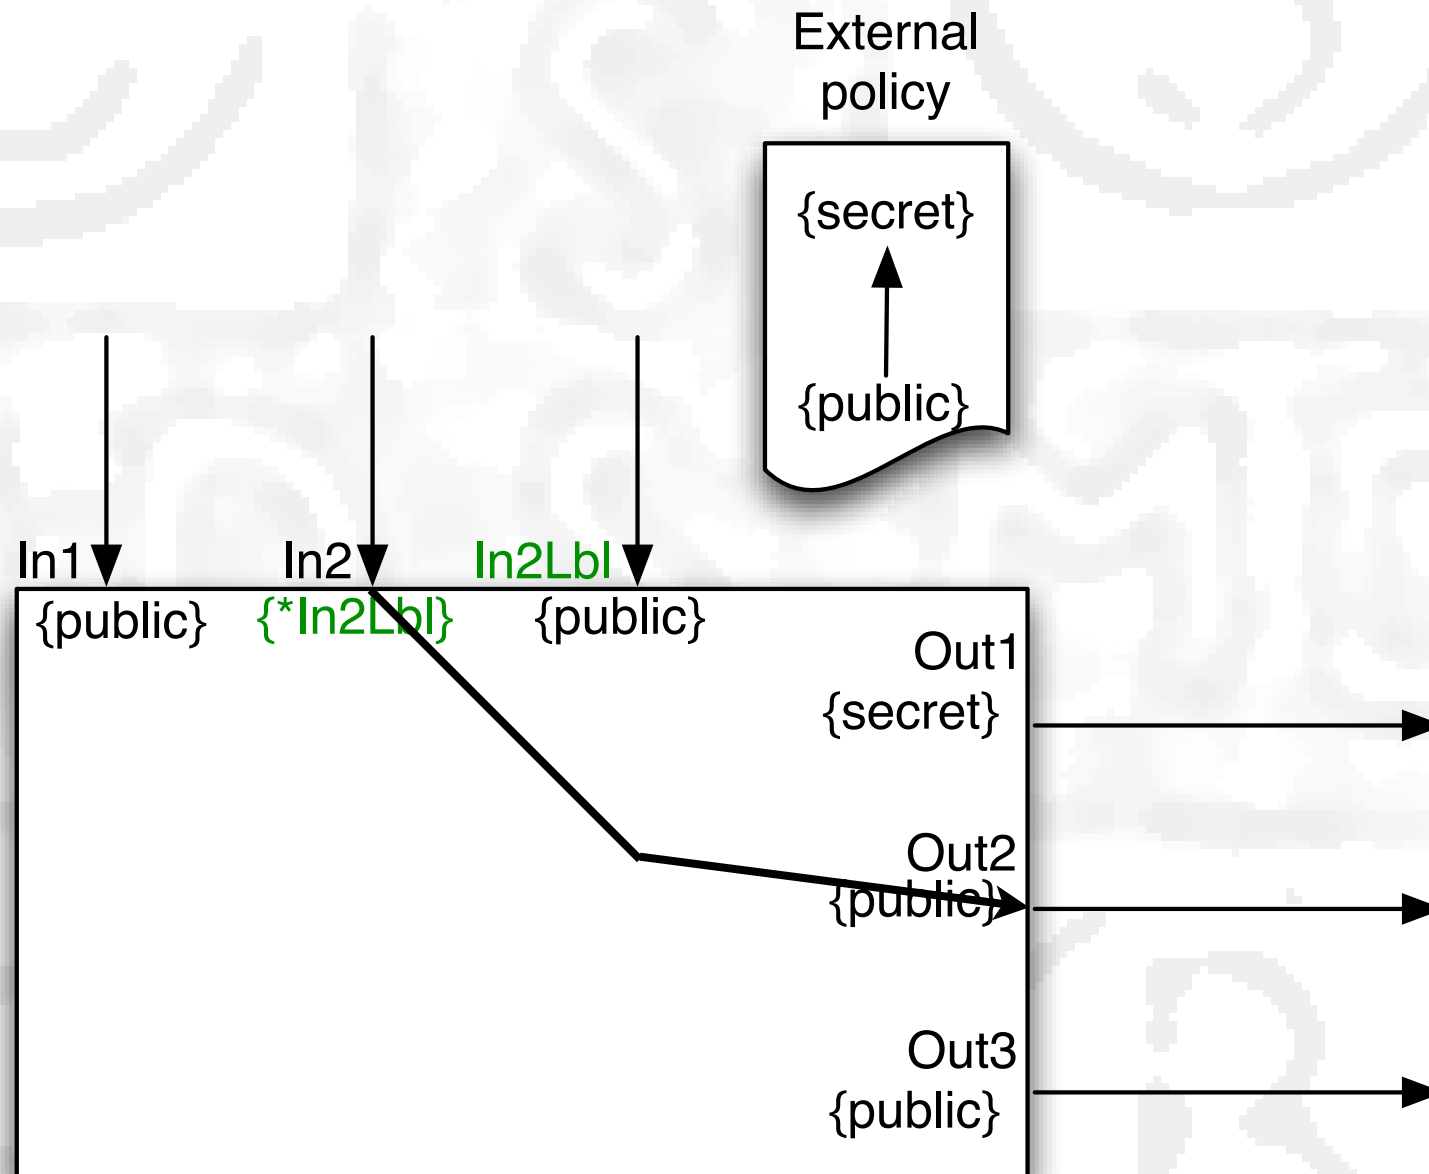 External
policy
{secret}
{public}
In1
In2
In2Lbl
{public}
{*In2Lbl}
{public}
Out1
{secret}
Out2
{public}
Out3
{public}